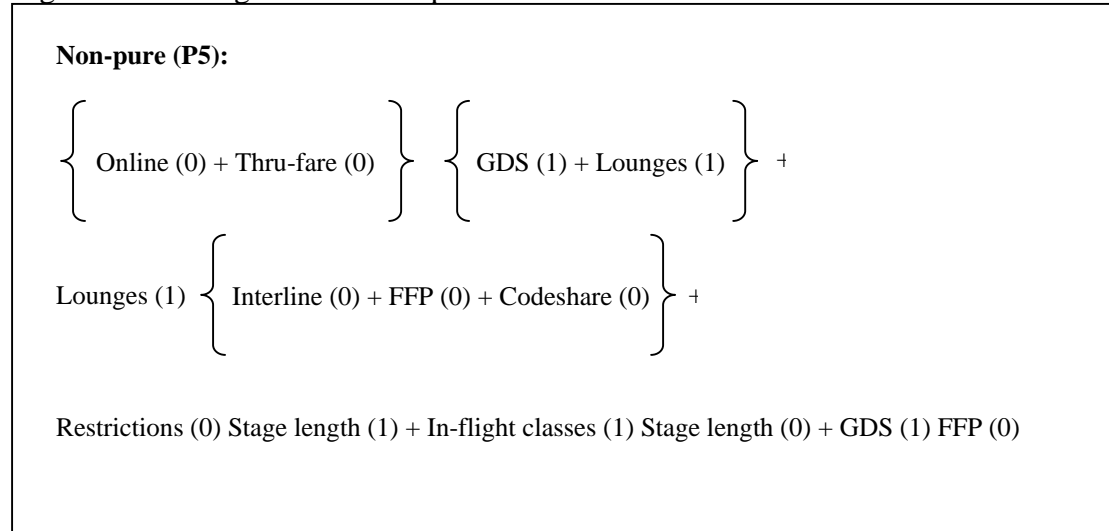 Non-pure (P5):
{ Online (0) + Thru-fare (0) } { GDS (1) + Lounges (1) } +
Lounges (1) { Interline (0) + FFP (0) + Codeshare (0) } +
Restrictions (0) Stage length (1) + In-flight classes (1) Stage length (0) + GDS (1) FFP (0)